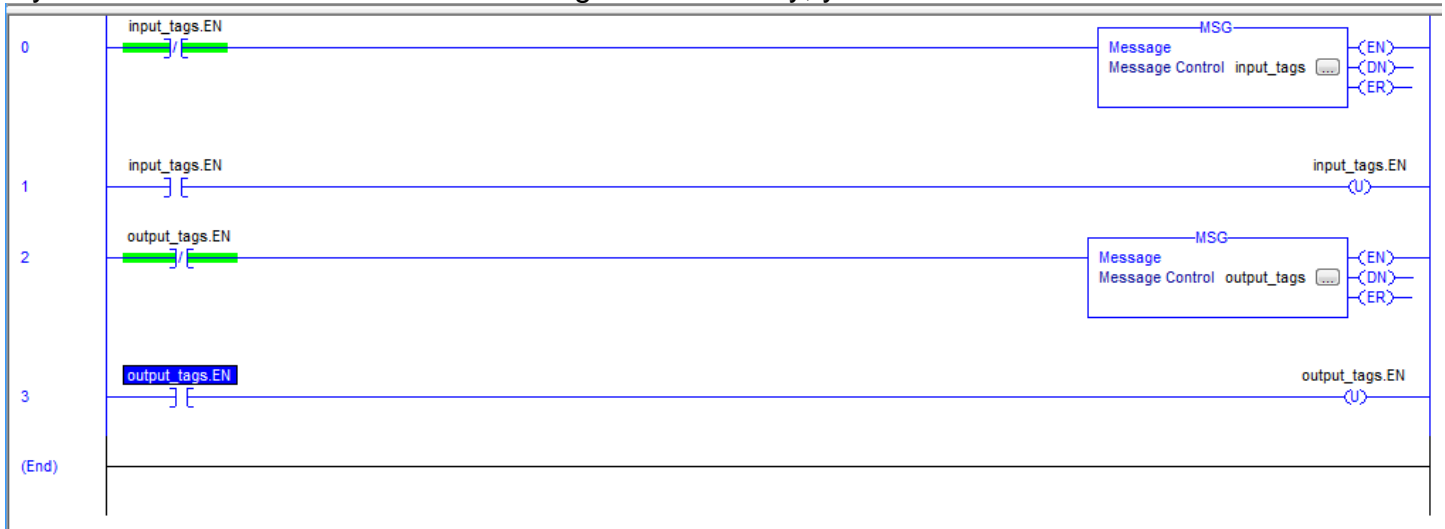 input_tags.EN
0
MSG
Message
Message Control input_tags ...
(EN)
(DN)
(ER)
input_tags.EN
input_tags.EN
1
(U)
output_tags.EN
2
MSG
Message
Message Control output_tags ...
(EN)
(DN)
(ER)
output_tags.EN
output_tags.EN
3
(U)
(End)